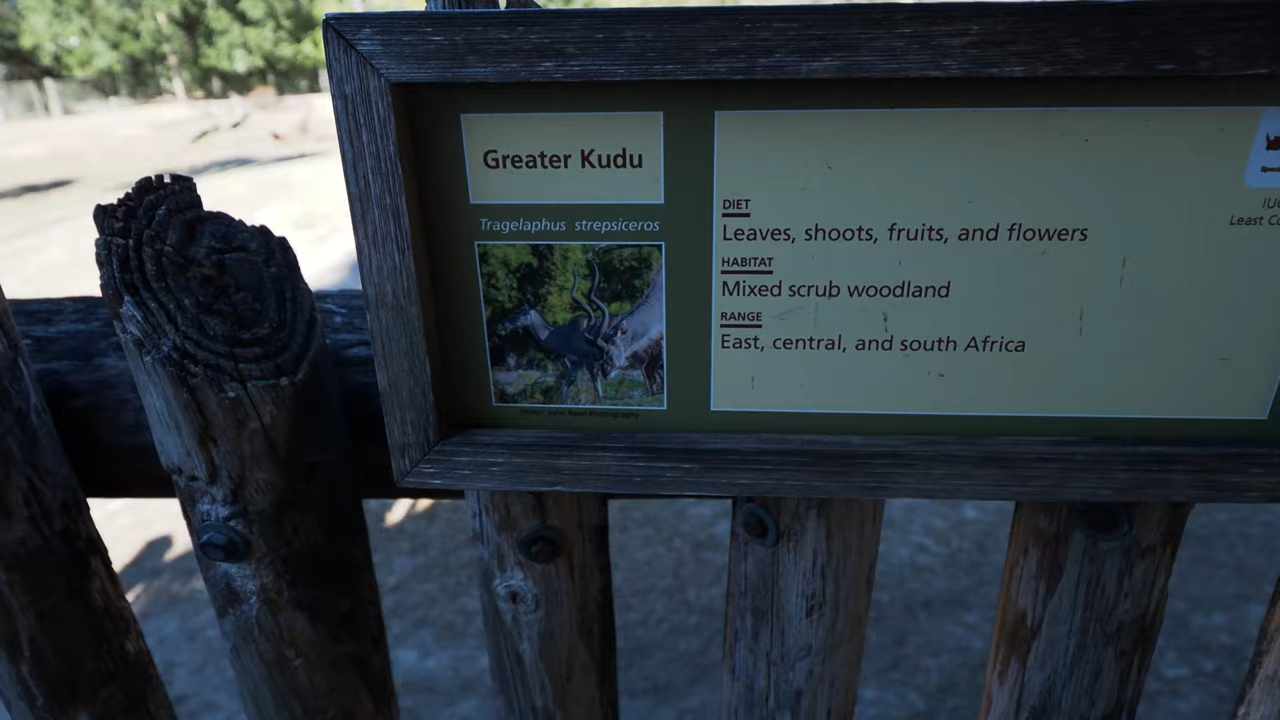 Greater Kudu
Tragelaphus strepsiceros
DIET
Leaves, shoots, fruits, and flowers
HABITAT
Mixed scrub woodland
RANGE
East, central, and south Africa
Least